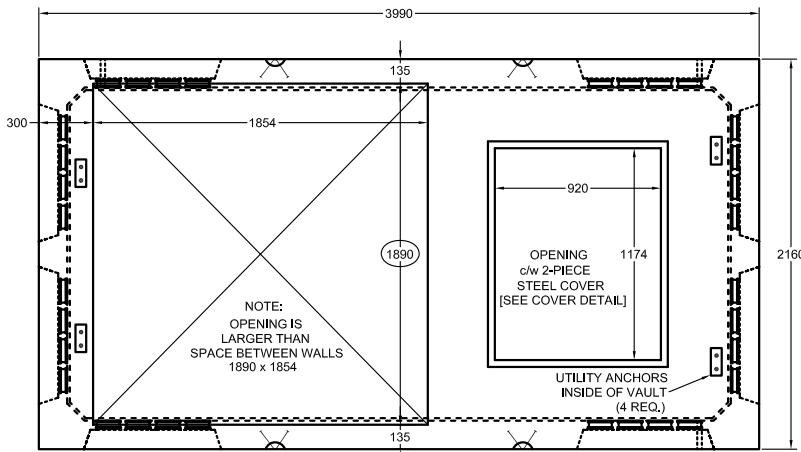 3990
135
300
1854
920
1890
OPENING
c/w 2-PIECE
STEEL COVER
[SEE COVER DETAIL]
1174
2160
NOTE:
OPENING IS
LARGER THAN
SPACE BETWEEN WALLS
1890 x 1854
UTILITY ANCHORS
INSIDE OF VAULT
(4 REQ.)
135